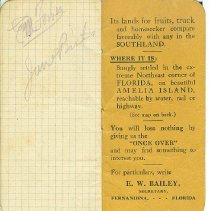 Its lands for fruits, truck
and homeseeker compare
favorably with any in the
SOUTHLAND.
WHERE IT IS:
Snugly settled in the ex-
treme Northeast corner of
FLORIDA, on beautiful
AMELIA ISLAND,
reachable by water, rail or
highway.
(See map on back.)
You will lose nothing by
giving us the
"ONCE OVER"
and may find something to
interest you.
For particulars, write
E. W. BAILEY,
SECRETARY,
FERNANDINA, - FLORIDA